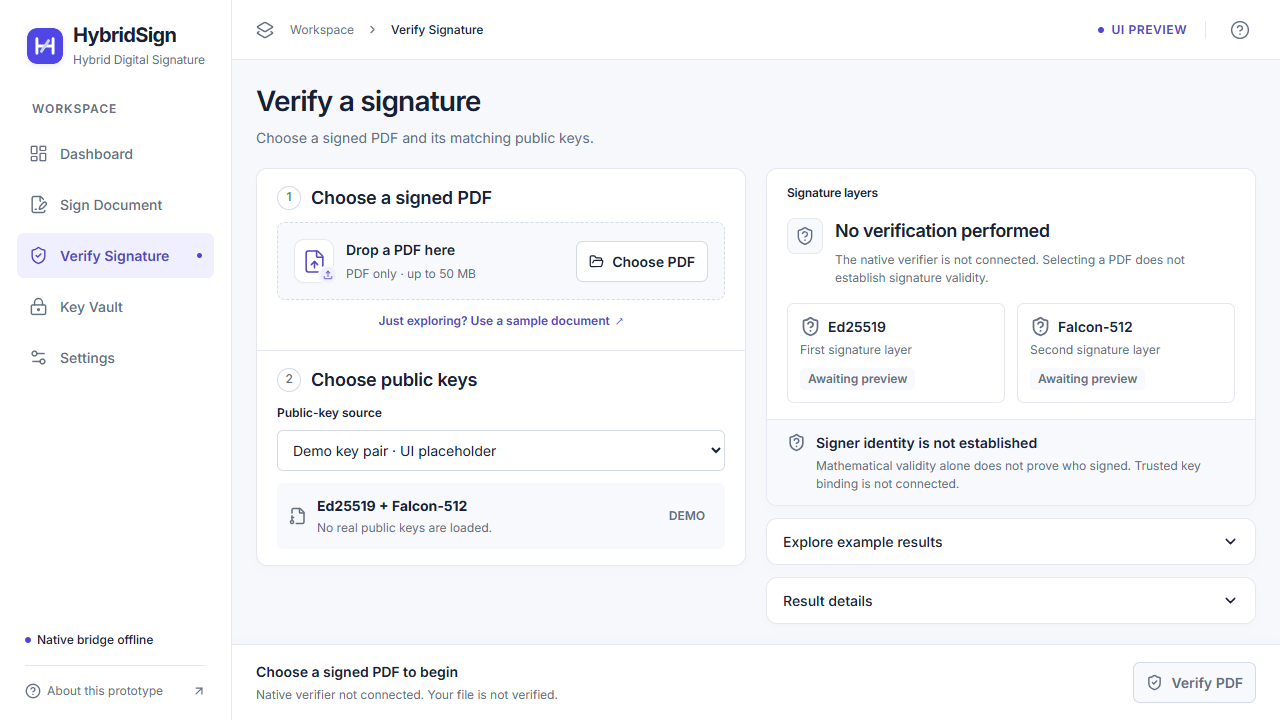 HybridSign
Hybrid Digital Signature
WORKSPACE
Dashboard
Sign Document
Verify Signature
Key Vault
Settings
Native bridge offline
About this prototype
Workspace
Verify Signature
UI PREVIEW
Verify a signature
Choose a signed PDF and its matching public keys.
1
Choose a signed PDF
Drop a PDF here
PDF only · up to 50 MB
Choose PDF
Just exploring? Use a sample document ↗
2
Choose public keys
Public-key source
Demo key pair · UI placeholder
Ed25519 + Falcon-512
No real public keys are loaded.
DEMO
Signature layers
No verification performed
The native verifier is not connected. Selecting a PDF does not
establish signature validity.
Ed25519
First signature layer
Awaiting preview
Falcon-512
Second signature layer
Awaiting preview
Signer identity is not established
Mathematical validity alone does not prove who signed. Trusted key
binding is not connected.
Explore example results
Result details
Choose a signed PDF to begin
Native verifier not connected. Your file is not verified.
Verify PDF